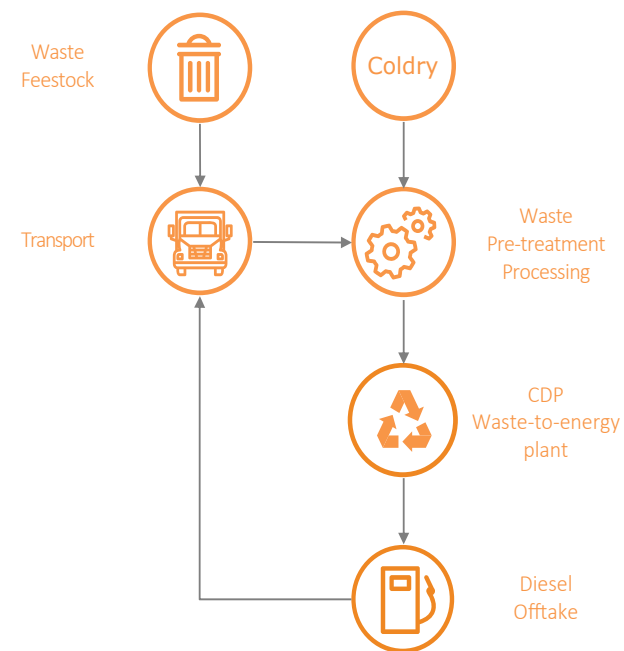 Waste
Feestock
Coldry
Transport
Waste
Pre-treatment
Processing
CDP
Waste-to-energy
plant
Diesel
Offtake